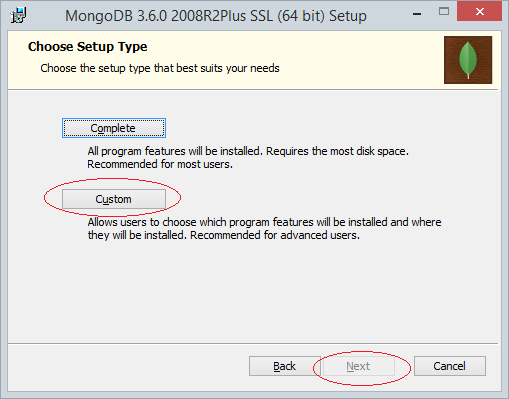 MongoDB 3.6.0 2008R2Plus SSL (64 bit) Setup
Choose Setup Type
Choose the setup type that best suits your needs
Complete
All program features will be installed. Requires the most disk space.
Recommended for most users.
Custom
Allows users to choose which program features will be installed and where
they will be installed. Recommended for advanced users.
Back Next Cancel